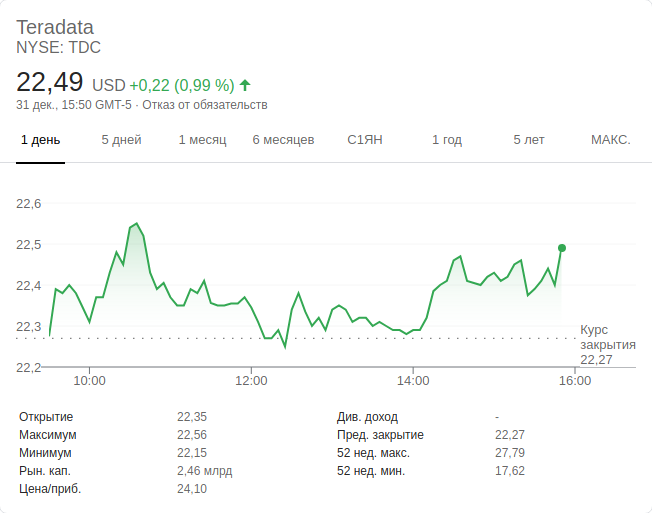 Teradata
NYSE: TDC
22,49 USD +0,22 (0,99 %)
31 дек., 15:50 GMT-5 · Отказ от обязательств
1 день 5 дней 1 месяц 6 месяцев С1ЯН 1 год 5 лет МАКС.
22,6
22,5
22,4
22,3
22,2
Курс
закрытия
22,27
10:00 12:00 14:00 16:00
Открытие 22,35
Максимум 22,56
Минимум 22,15
Рын. кап. 2,46 млрд
Цена/приб. 24,10
Див. доход -
Пред. закрытие 22,27
52 нед. макс. 27,79
52 нед. мин. 17,62